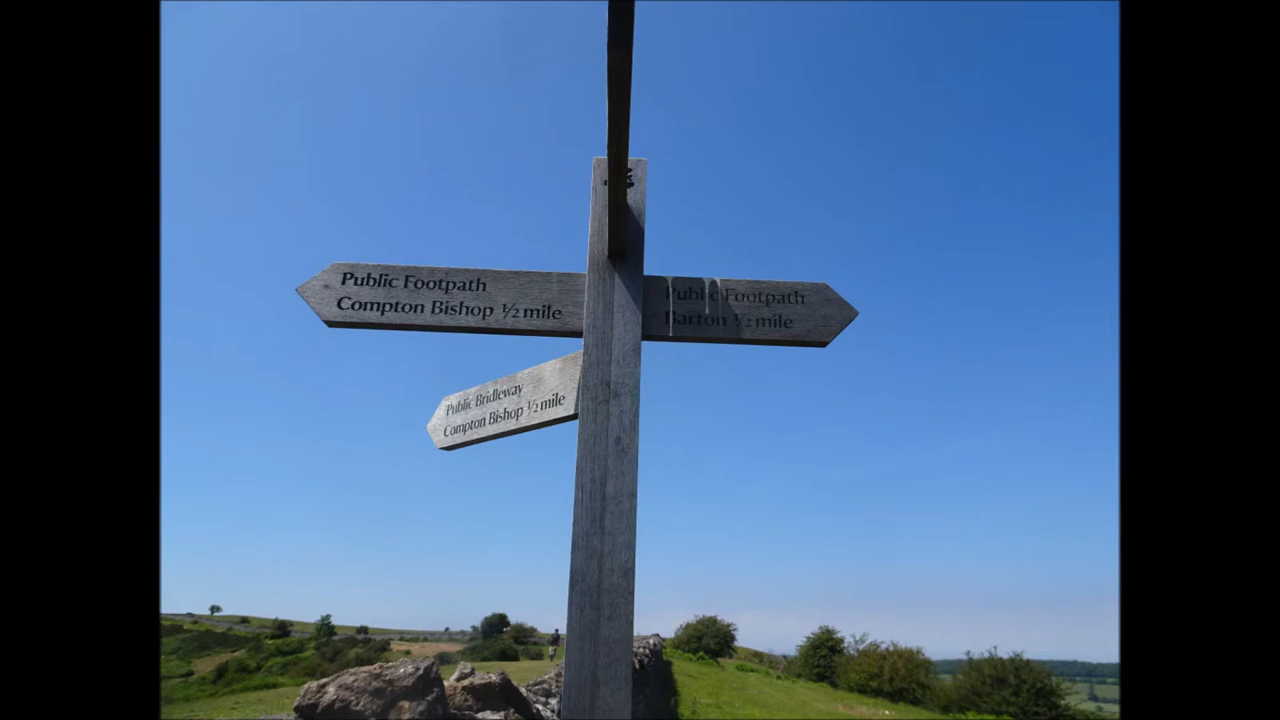 Public Footpath
Compton Bishop ½ mile
Public Footpath
Barton ½ mile
Public Bridleway
Compton Bishop ½ mile